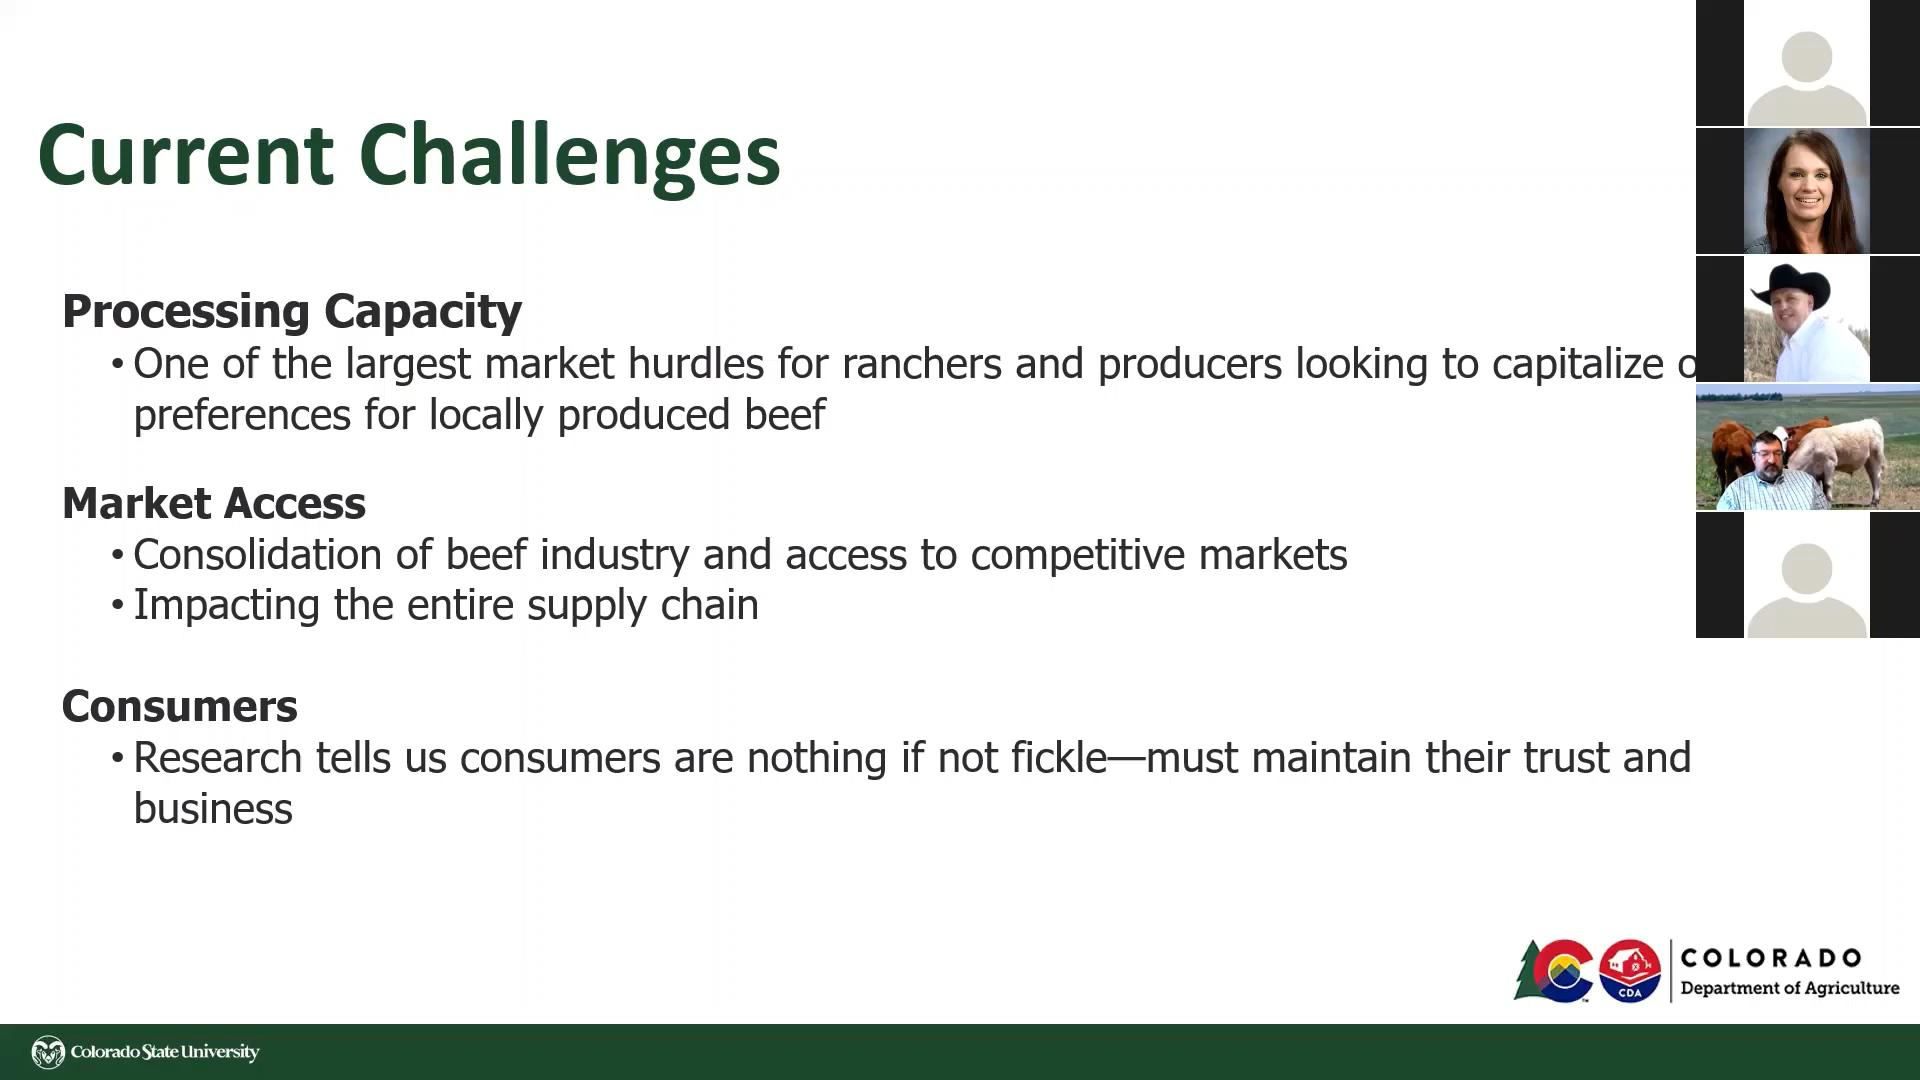 Current Challenges
Processing Capacity
• One of the largest market hurdles for ranchers and producers looking to capitalize
preferences for locally produced beef
Market Access
• Consolidation of beef industry and access to competitive markets
• Impacting the entire supply chain
Consumers
• Research tells us consumers are nothing if not fickle—must maintain their trust and
business
CDA
COLORADO
Department of Agriculture
Colorado State University